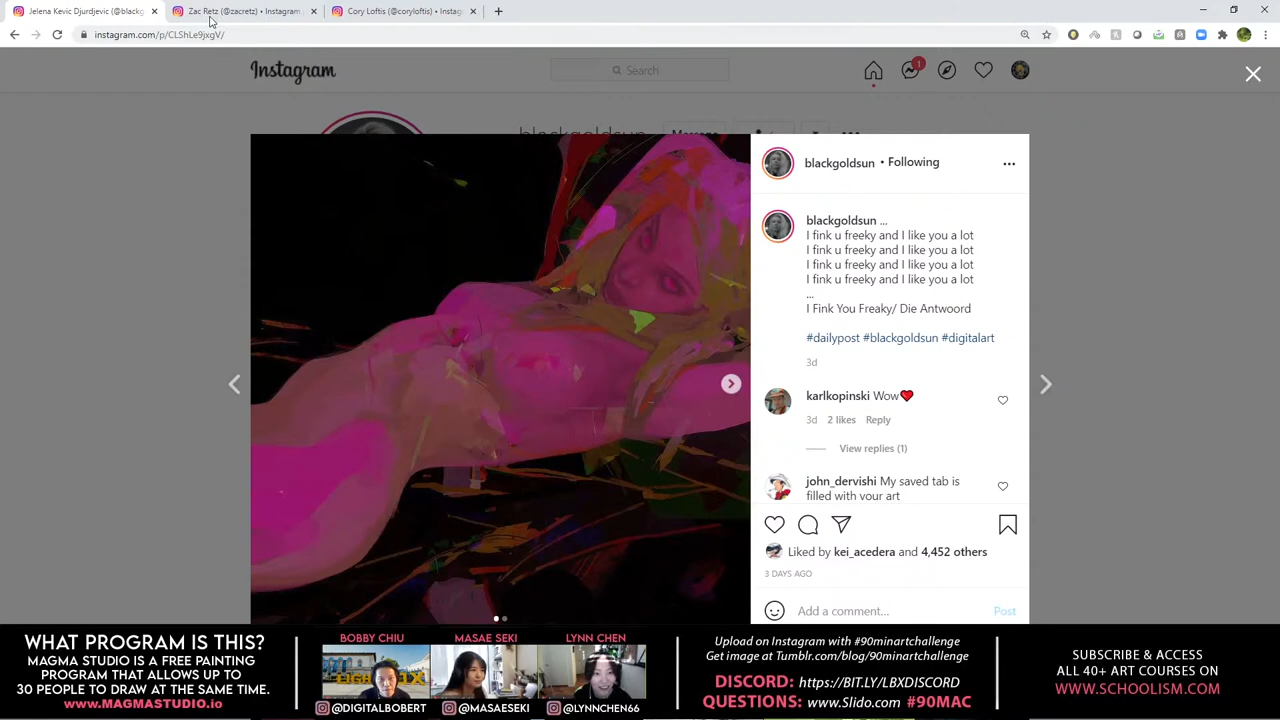 Jelena Kevic Djurdjevic (@blackg
Zac Retz (@zacretz) • Instagram
Cory Loftis (@coryloftis) • Instag
instagram.com/p/CLShLe9jxgV/
Instagram
Search
1
blackgoldsun
Message
blackgoldsun • Following
blackgoldsun ...
I fink u freeky and I like you a lot
I fink u freeky and I like you a lot
I fink u freeky and I like you a lot
I fink u freeky and I like you a lot
...
I Fink You Freaky/ Die Antwoord
#dailypost #blackgoldsun #digitalart
3d
karlkopinski Wow❤
3d 2 likes Reply
View replies (1)
john_dervishi My saved tab is
filled with your art
Liked by kei_acedera and 4,452 others
3 DAYS AGO
Add a comment... Post
WHAT PROGRAM IS THIS?
MAGMA STUDIO IS A FREE PAINTING
PROGRAM THAT ALLOWS UP TO
30 PEOPLE TO DRAW AT THE SAME TIME.
www.MAGMASTUDIO.io
BOBBY CHIU
MASAE SEKI
LYNN CHEN
@DIGITALBOBERT
@MASAESEKI
@LYNNCHEN66
Upload on Instagram with #90minartchallenge
Get image at Tumblr.com/blog/90minartchallenge
DISCORD: https://BIT.LY/LBXDISCORD
QUESTIONS: www.Slido.com #90MAC
SUBSCRIBE & ACCESS
ALL 40+ ART COURSES ON
WWW.SCHOOLISM.COM